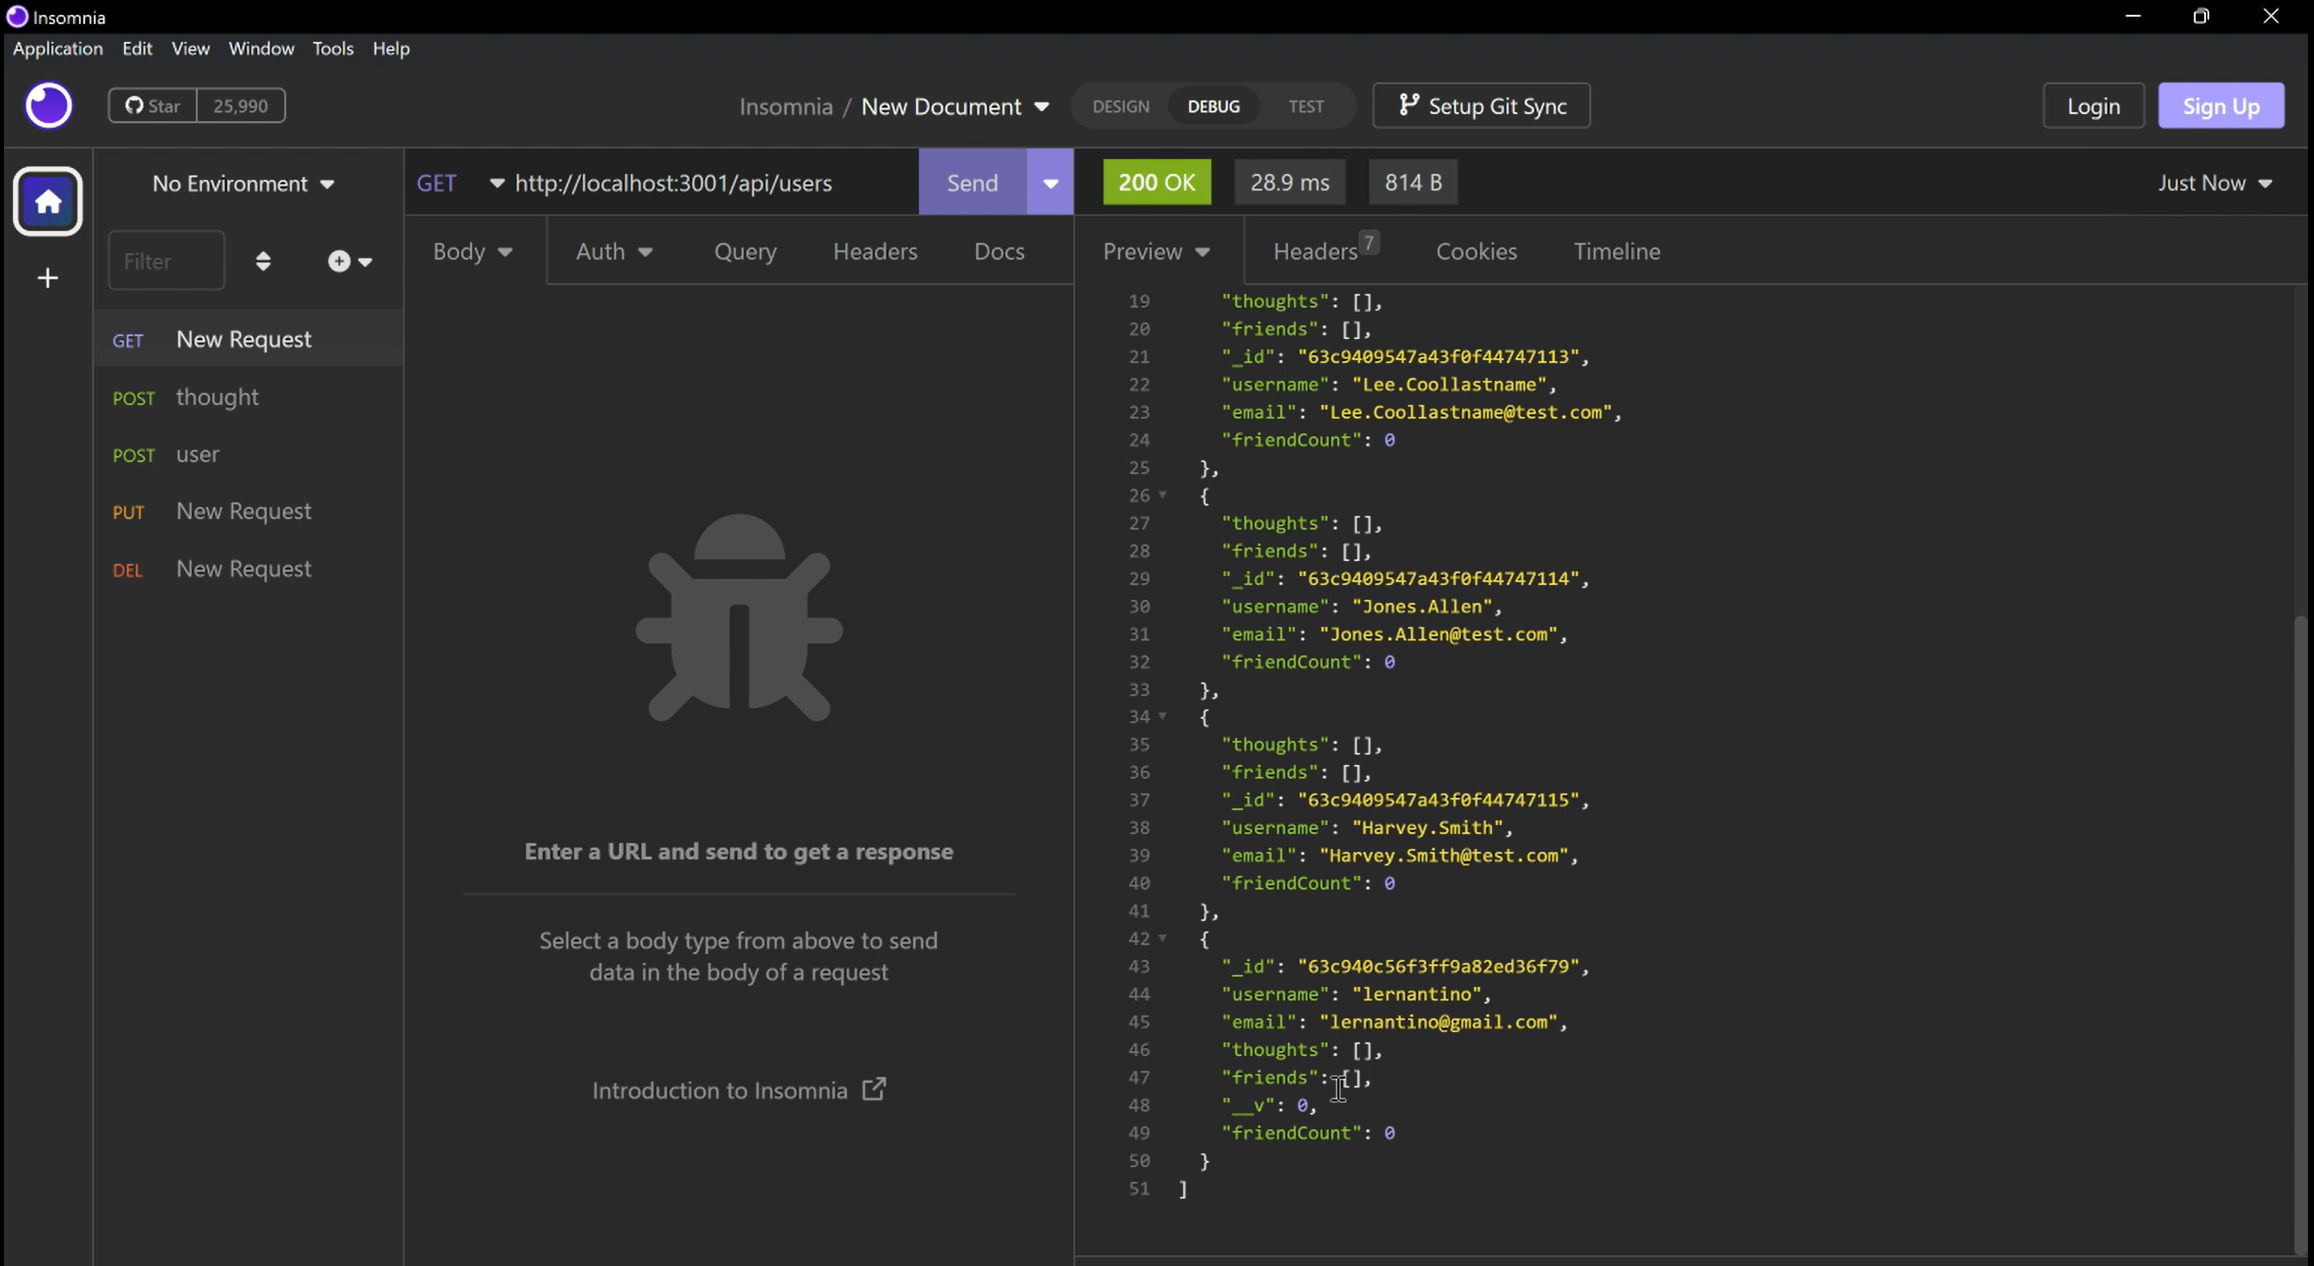 Insomnia
Application Edit View Window Tools Help
Star 25,990
Insomnia / New Document
DESIGN DEBUG TEST
Setup Git Sync
Login
Sign Up
No Environment
Filter
GET New Request
POST thought
POST user
PUT New Request
DEL New Request
GET http://localhost:3001/api/users Send
Body Auth Query Headers Docs
Enter a URL and send to get a response
Select a body type from above to send
data in the body of a request
Introduction to Insomnia
200 OK 28.9 ms 814 B Just Now
Preview Headers 7 Cookies Timeline
19 "thoughts": [],
20 "friends": [],
21 "_id": "63c9409547a43f0f44747113",
22 "username": "Lee.Coollastname",
23 "email": "Lee.Coollastname@test.com",
24 "friendCount": 0
25 },
26 {
27 "thoughts": [],
28 "friends": [],
29 "_id": "63c9409547a43f0f44747114",
30 "username": "Jones.Allen",
31 "email": "Jones.Allen@test.com",
32 "friendCount": 0
33 },
34 {
35 "thoughts": [],
36 "friends": [],
37 "_id": "63c9409547a43f0f44747115",
38 "username": "Harvey.Smith",
39 "email": "Harvey.Smith@test.com",
40 "friendCount": 0
41 },
42 {
43 "_id": "63c940c56f3ff9a82ed36f79",
44 "username": "lernantino",
45 "email": "lernantino@gmail.com",
46 "thoughts": [],
47 "friends": [],
48 "__v": 0,
49 "friendCount": 0
50 }
51 ]